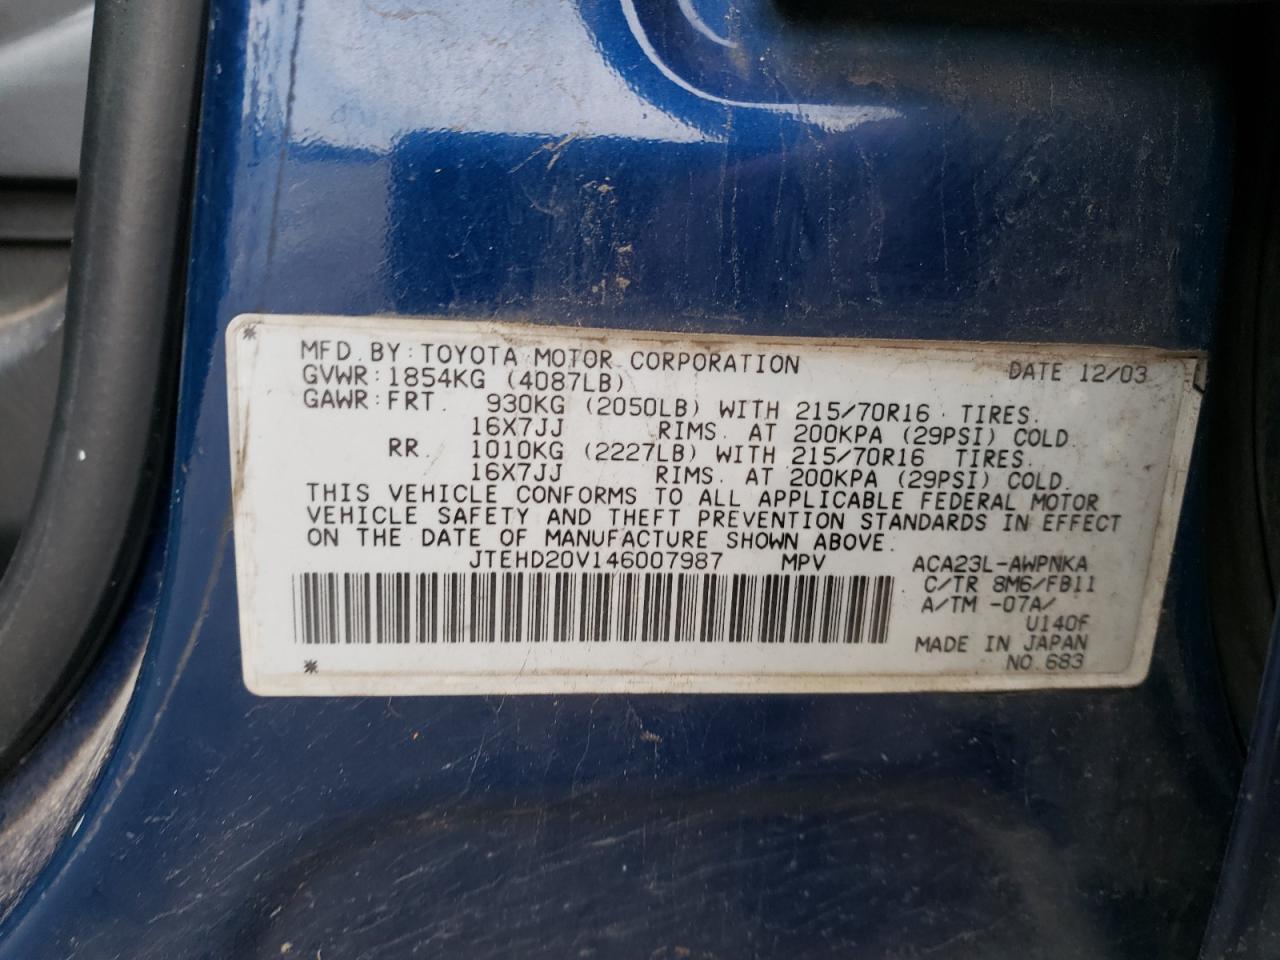 MFD. BY: TOYOTA MOTOR CORPORATION DATE 12/03
GVWR: 1854KG (4087LB)
GAWR: FRT. 930KG (2050LB) WITH 215/70R16 TIRES.
16X7JJ RIMS. AT 200KPA (29PSI) COLD.
RR. 1010KG (2227LB) WITH 215/70R16 TIRES.
16X7JJ RIMS. AT 200KPA (29PSI) COLD.
THIS VEHICLE CONFORMS TO ALL APPLICABLE FEDERAL MOTOR
VEHICLE SAFETY AND THEFT PREVENTION STANDARDS IN EFFECT
ON THE DATE OF MANUFACTURE SHOWN ABOVE.
JTEHD20V146007987 MPV ACA23L-AWPNKA
C/TR 8M6/FB11
A/TM -07A/
U140F
MADE IN JAPAN
NO.683